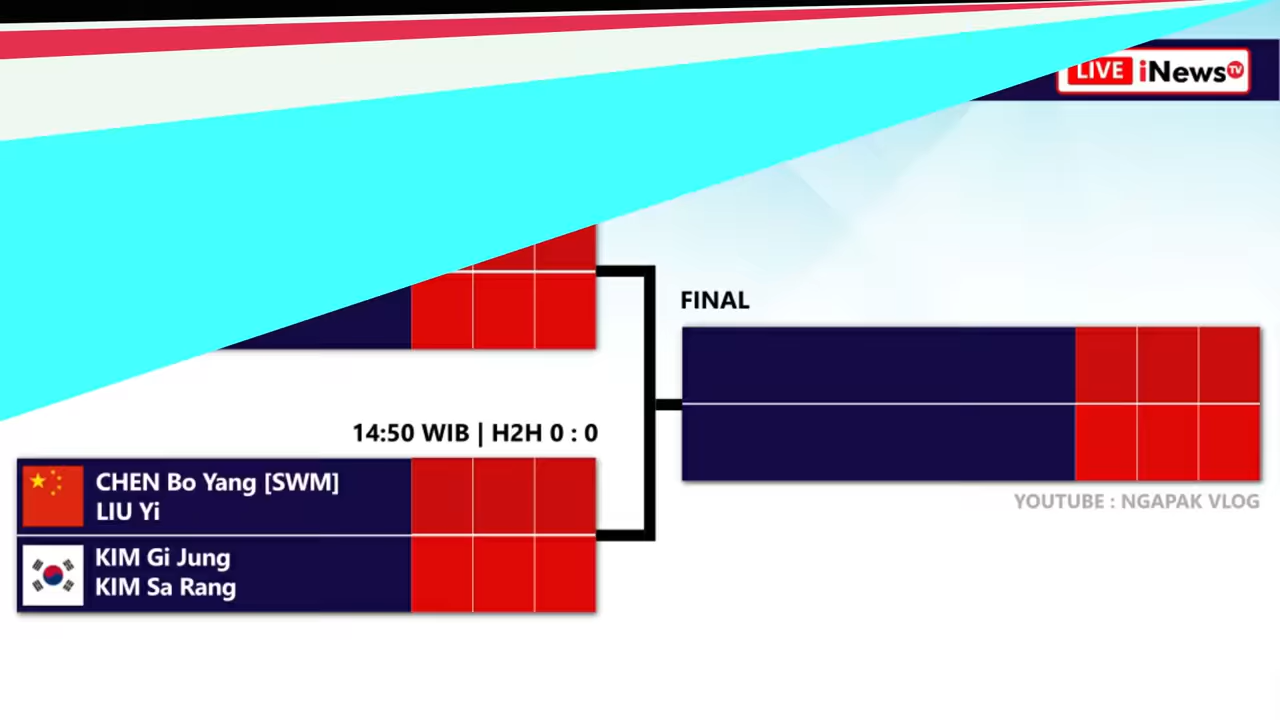 LIVE iNews TV
FINAL
14:50 WIB | H2H 0 : 0
CHEN Bo Yang [SWM]
LIU Yi
KIM Gi Jung
KIM Sa Rang
YOUTUBE : NGAPAK VLOG